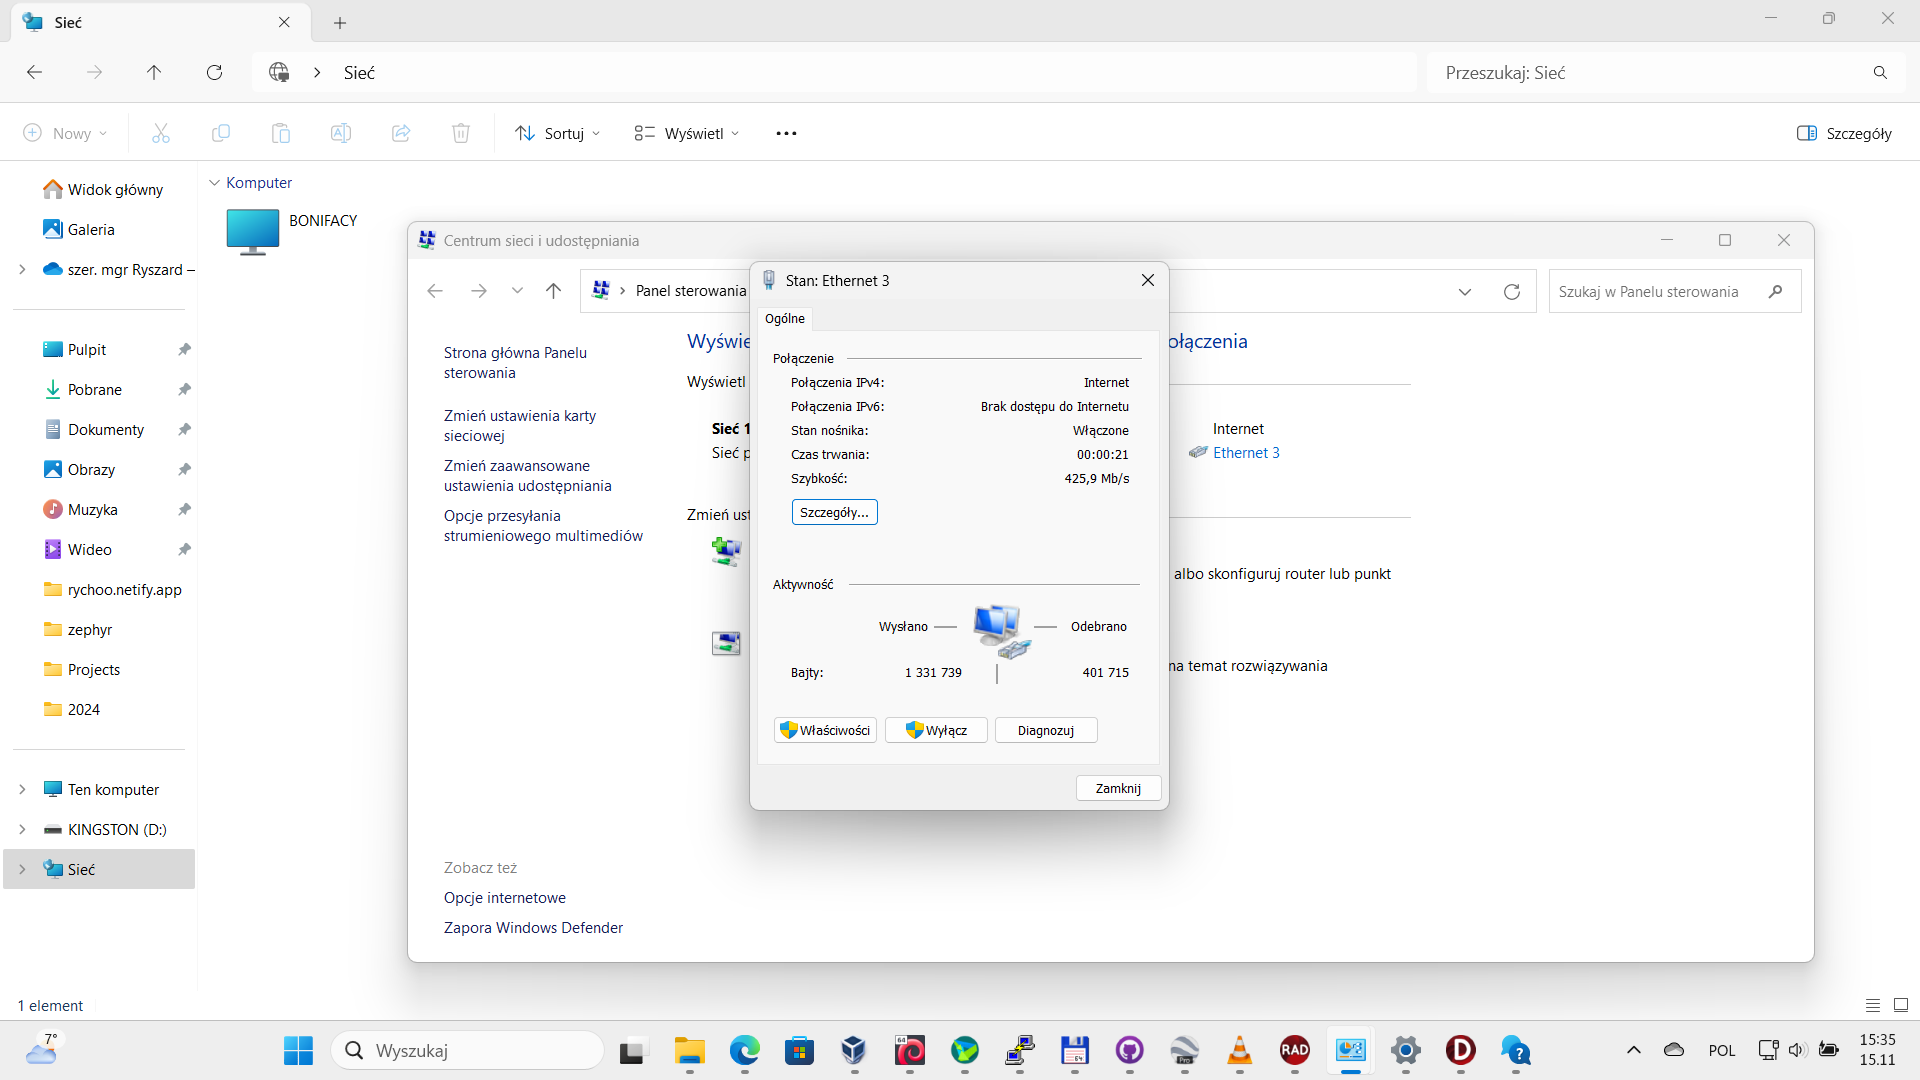 Sieć
Sieć
Przeszukaj: Sieć
Nowy
Sortuj
Wyświetl
Szczegóły
Widok główny
Galeria
szer. mgr Ryszard –
Pulpit
Pobrane
Dokumenty
Obrazy
Muzyka
Wideo
rychoo.netify.app
zephyr
Projects
2024
Ten komputer
KINGSTON (D:)
Sieć
Komputer
BONIFACY
Centrum sieci i udostępniania
Panel sterowania
Szukaj w Panelu sterowania
Strona główna Panelu
sterowania
Zmień ustawienia karty
sieciowej
Zmień zaawansowane
ustawienia udostępniania
Opcje przesyłania
strumieniowego multimediów
Zobacz też
Opcje internetowe
Zapora Windows Defender
Wyświe
ołączenia
Wyświetl
Sieć 1
Sieć p
Internet
Ethernet 3
Zmień ust
albo skonfiguruj router lub punkt
na temat rozwiązywania
Stan: Ethernet 3
Ogólne
Połączenie
Połączenia IPv4: Internet
Połączenia IPv6: Brak dostępu do Internetu
Stan nośnika: Włączone
Czas trwania: 00:00:21
Szybkość: 425,9 Mb/s
Szczegóły...
Aktywność
Wysłano — Odebrano
Bajty: 1 331 739 401 715
Właściwości Wyłącz Diagnozuj
Zamknij
1 element
7°
Wyszukaj
64
64
Pro
RAD
D
?
POL
15:35
15.11